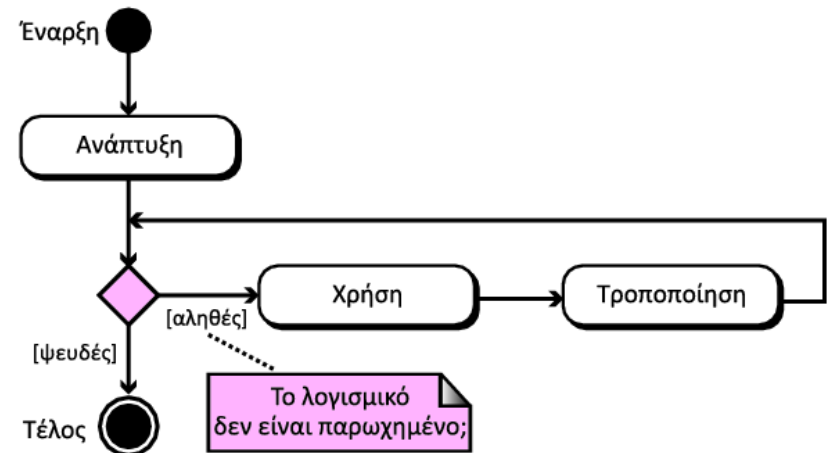 Έναρξη
Ανάπτυξη
Χρήση
Τροποποίηση
[αληθές]
[ψευδές]
Το λογισμικό
δεν είναι παρωχημένο;
Τέλος